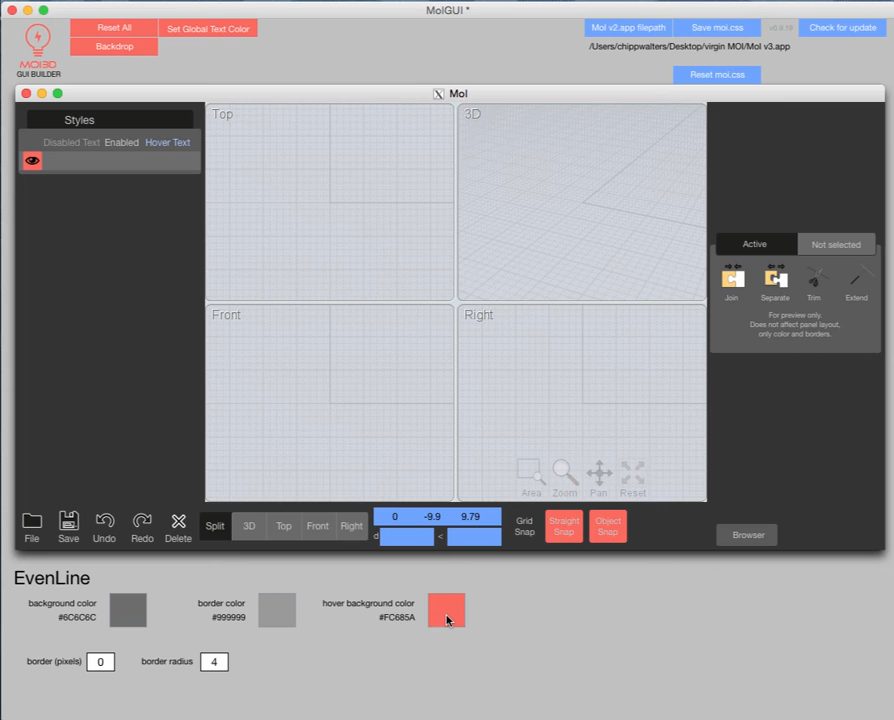 MolGUI *
Reset All
Set Global Text Color
Backdrop
MOI3D
GUI BUILDER
MoI v2.app filepath
Save moi.css
v0.8.19
Check for update
/Users/chippwalters/Desktop/virgin MOI/MoI v3.app
Reset moi.css
X MoI
Styles
Disabled Text Enabled Hover Text
Top
3D
Front
Right
Active
Not selected
Join
Separate
Trim
Extend
For preview only.
Does not affect panel layout,
only color and borders.
Area
Zoom
Pan
Reset
File
Save
Undo
Redo
Delete
Split
3D
Top
Front
Right
0 -9.9 9.79
d <
Grid
Snap
Straight
Snap
Object
Snap
Browser
EvenLine
background color
#6C6C6C
border color
#999999
hover background color
#FC685A
border (pixels) 0
border radius 4